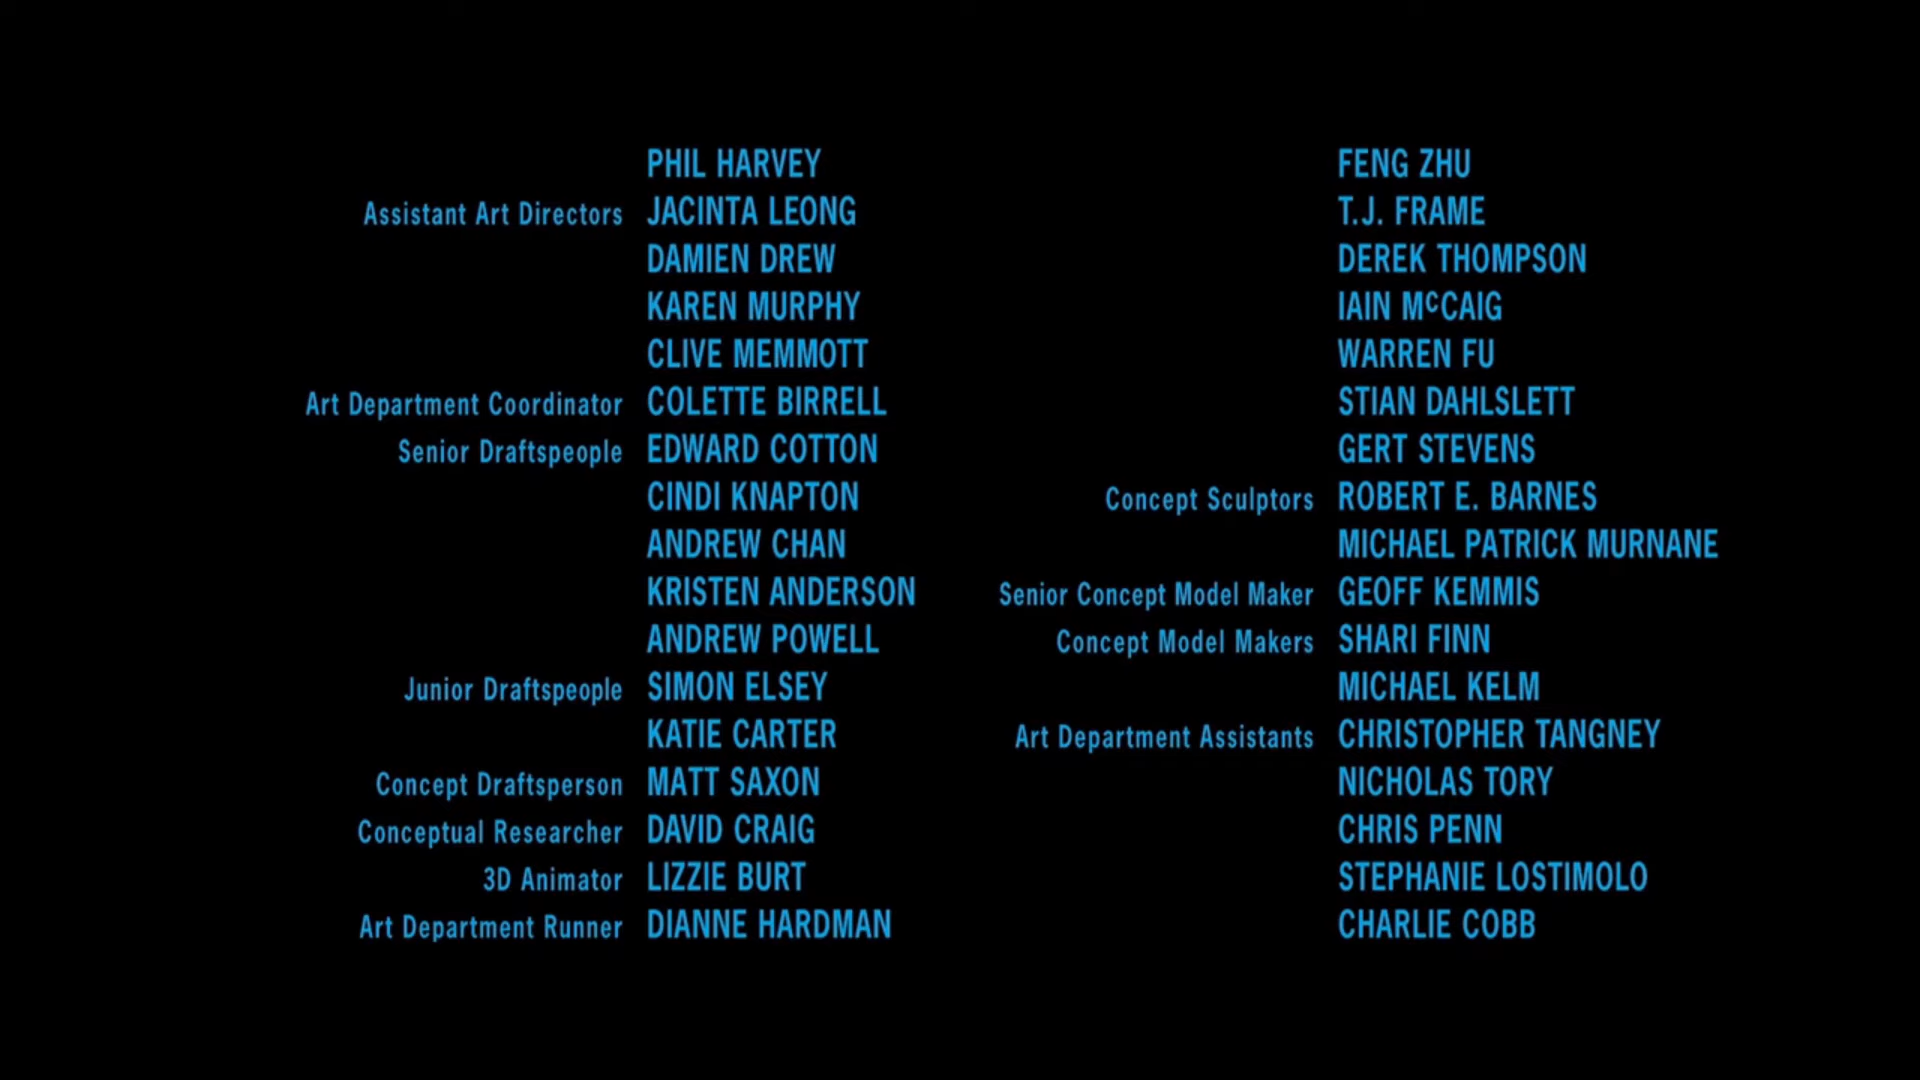 PHIL HARVEY
Assistant Art Directors JACINTA LEONG
DAMIEN DREW
KAREN MURPHY
CLIVE MEMMOTT
Art Department Coordinator COLETTE BIRRELL
Senior Draftspeople EDWARD COTTON
CINDI KNAPTON
ANDREW CHAN
KRISTEN ANDERSON
ANDREW POWELL
Junior Draftspeople SIMON ELSEY
KATIE CARTER
Concept Draftsperson MATT SAXON
Conceptual Researcher DAVID CRAIG
3D Animator LIZZIE BURT
Art Department Runner DIANNE HARDMAN
FENG ZHU
T.J. FRAME
DEREK THOMPSON
IAIN McCAIG
WARREN FU
STIAN DAHLSLETT
GERT STEVENS
Concept Sculptors ROBERT E. BARNES
MICHAEL PATRICK MURNANE
Senior Concept Model Maker GEOFF KEMMIS
Concept Model Makers SHARI FINN
MICHAEL KELM
Art Department Assistants CHRISTOPHER TANGNEY
NICHOLAS TORY
CHRIS PENN
STEPHANIE LOSTIMOLO
CHARLIE COBB